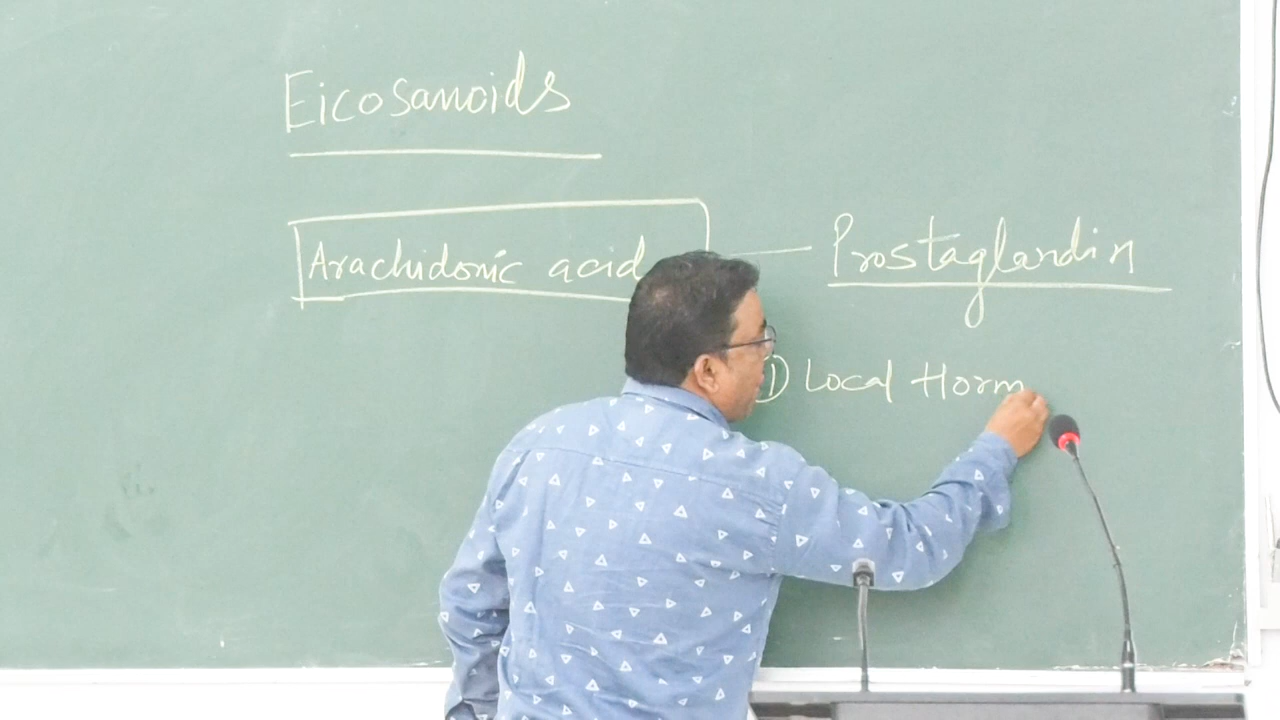 Eicosanoids
Arachidonic acid — Prostaglandin
① Local Horm